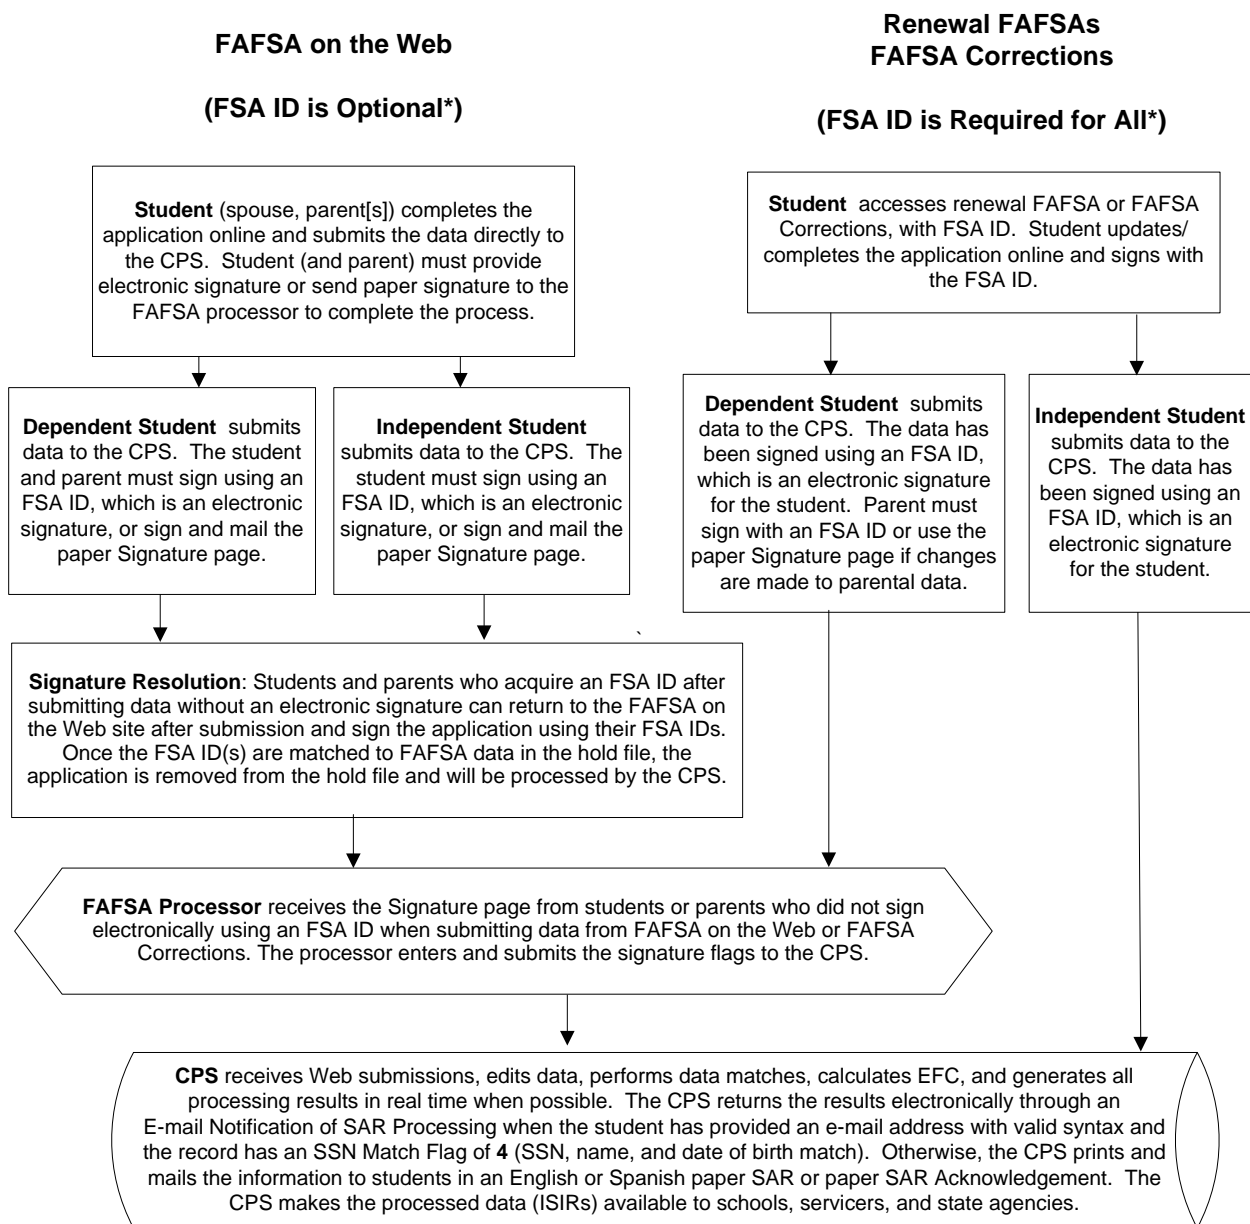 FAFSA on the Web
(FSA ID is Optional*)
Renewal FAFSAs
FAFSA Corrections
(FSA ID is Required for All*)
Student (spouse, parent[s]) completes the
application online and submits the data directly to
the CPS. Student (and parent) must provide
electronic signature or send paper signature to the
FAFSA processor to complete the process.
Student accesses renewal FAFSA or FAFSA
Corrections, with FSA ID. Student updates/
completes the application online and signs with
the FSA ID.
Dependent Student submits
data to the CPS. The student
and parent must sign using an
FSA ID, which is an electronic
signature, or sign and mail the
paper Signature page.
Independent Student
submits data to the CPS. The
student must sign using an
FSA ID, which is an electronic
signature, or sign and mail the
paper Signature page.
Dependent Student submits
data to the CPS. The data has
been signed using an FSA ID,
which is an electronic signature
for the student. Parent must
sign with an FSA ID or use the
paper Signature page if changes
are made to parental data.
Independent Student
submits data to the
CPS. The data has
been signed using an
FSA ID, which is an
electronic signature
for the student.
`
Signature Resolution: Students and parents who acquire an FSA ID after
submitting data without an electronic signature can return to the FAFSA on
the Web site after submission and sign the application using their FSA IDs.
Once the FSA ID(s) are matched to FAFSA data in the hold file, the
application is removed from the hold file and will be processed by the CPS.
FAFSA Processor receives the Signature page from students or parents who did not sign
electronically using an FSA ID when submitting data from FAFSA on the Web or FAFSA
Corrections. The processor enters and submits the signature flags to the CPS.
CPS receives Web submissions, edits data, performs data matches, calculates EFC, and generates all
processing results in real time when possible. The CPS returns the results electronically through an
E-mail Notification of SAR Processing when the student has provided an e-mail address with valid syntax and
the record has an SSN Match Flag of 4 (SSN, name, and date of birth match). Otherwise, the CPS prints and
mails the information to students in an English or Spanish paper SAR or paper SAR Acknowledgement. The
CPS makes the processed data (ISIRs) available to schools, servicers, and state agencies.